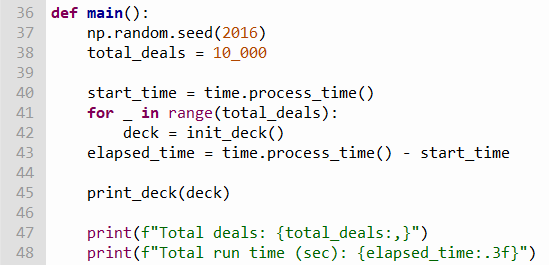 36 def main():
37     np.random.seed(2016)
38     total_deals = 10_000
39
40     start_time = time.process_time()
41     for _ in range(total_deals):
42         deck = init_deck()
43     elapsed_time = time.process_time() - start_time
44
45     print_deck(deck)
46
47     print(f"Total deals: {total_deals:,}")
48     print(f"Total run time (sec): {elapsed_time:.3f}")